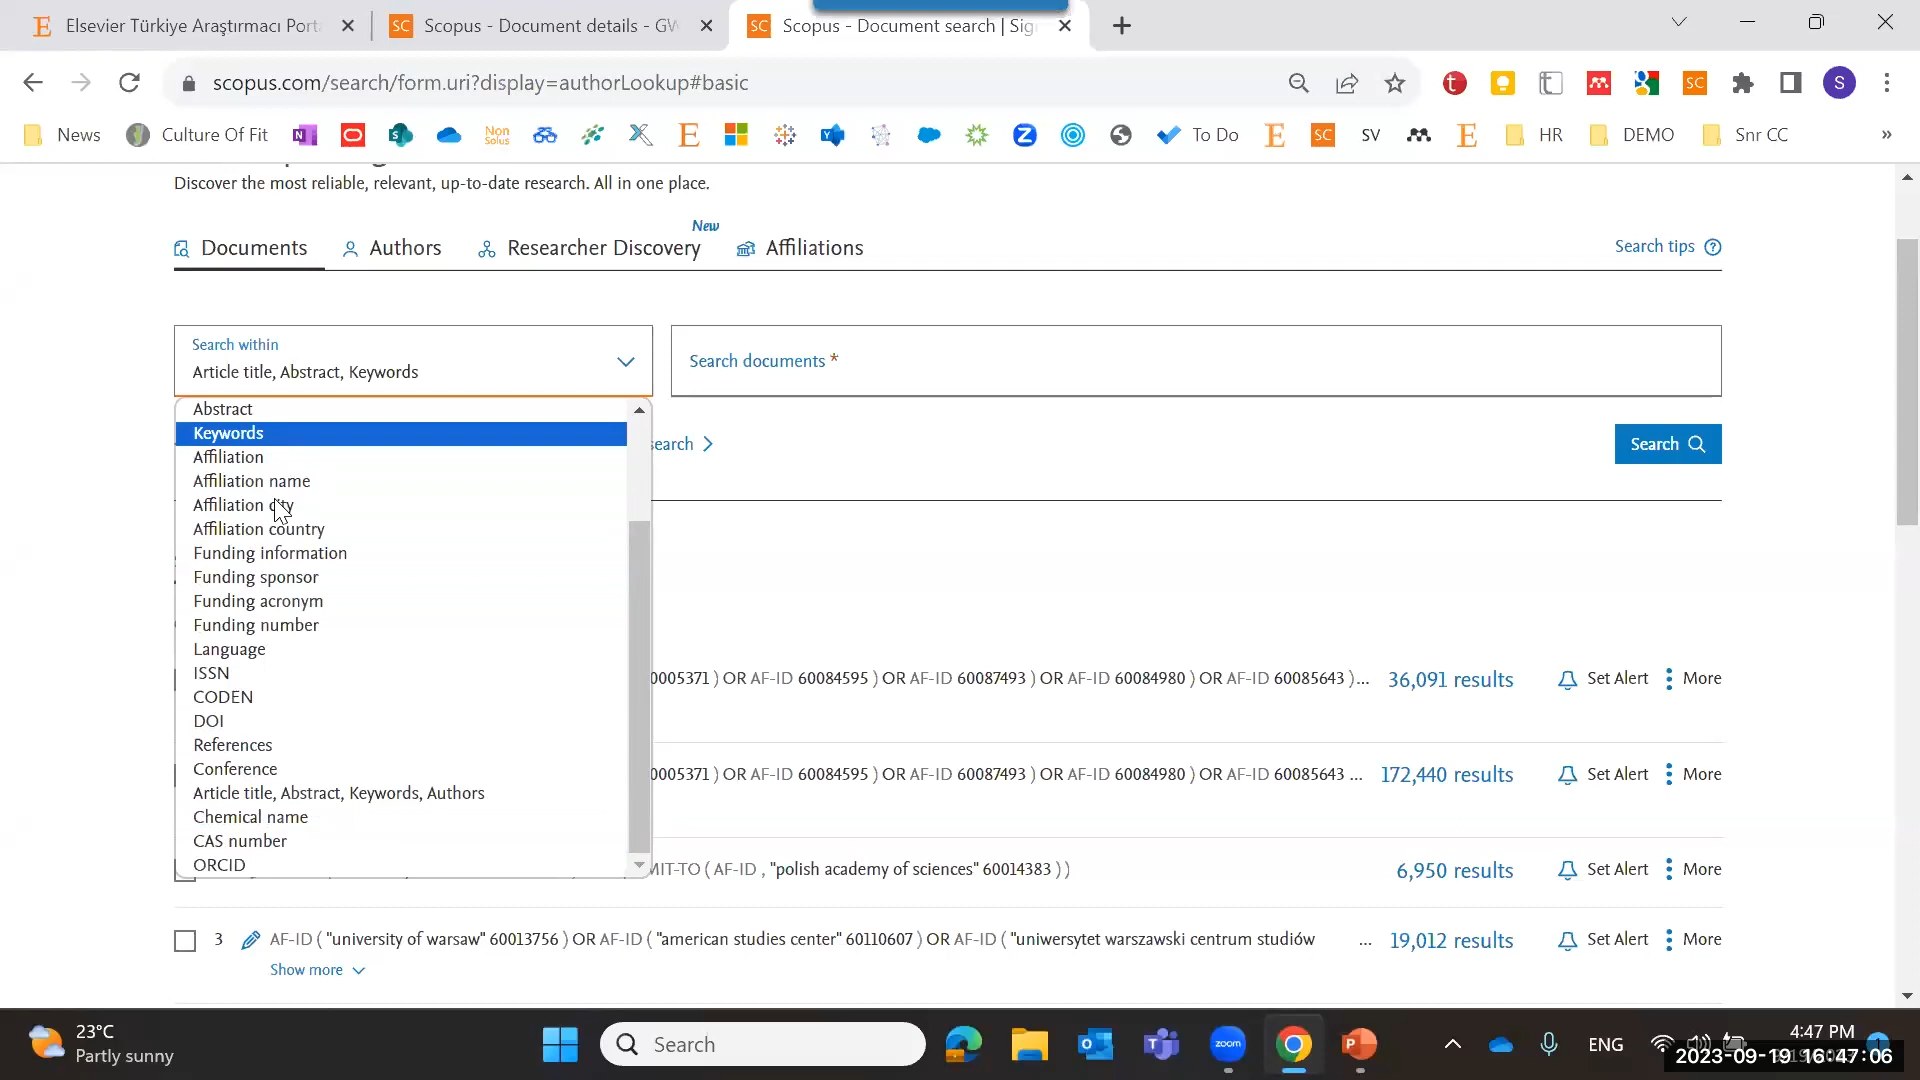 Elsevier Türkiye Araştırmacı Port
Scopus - Document details - GW
Scopus - Document search | Sig
scopus.com/search/form.uri?display=authorLookup#basic
News
Culture Of Fit
Non Solus
To Do
SC
SV
HR
DEMO
Snr CC
Discover the most reliable, relevant, up-to-date research. All in one place.
New
Documents
Authors
Researcher Discovery
Affiliations
Search tips
Search within
Article title, Abstract, Keywords
Search documents *
Abstract
Keywords
Affiliation
Affiliation name
Affiliation city
Affiliation country
Funding information
Funding sponsor
Funding acronym
Funding number
Language
ISSN
CODEN
DOI
References
Conference
Article title, Abstract, Keywords, Authors
Chemical name
CAS number
ORCID
search
Search
0005371 ) OR AF-ID 60084595 ) OR AF-ID 60087493 ) OR AF-ID 60084980 ) OR AF-ID 60085643 )... 36,091 results Set Alert More
0005371 ) OR AF-ID 60084595 ) OR AF-ID 60087493 ) OR AF-ID 60084980 ) OR AF-ID 60085643 ... 172,440 results Set Alert More
MIT-TO ( AF-ID , "polish academy of sciences" 60014383 ) ) 6,950 results Set Alert More
3 AF-ID ( "university of warsaw" 60013756 ) OR AF-ID ( "american studies center" 60110607 ) OR AF-ID ( "uniwersytet warszawski centrum studiów ... 19,012 results Set Alert More
Show more
23°C
Partly sunny
Search
zoom
ENG
4:47 PM
2023-09-19 16:47:06